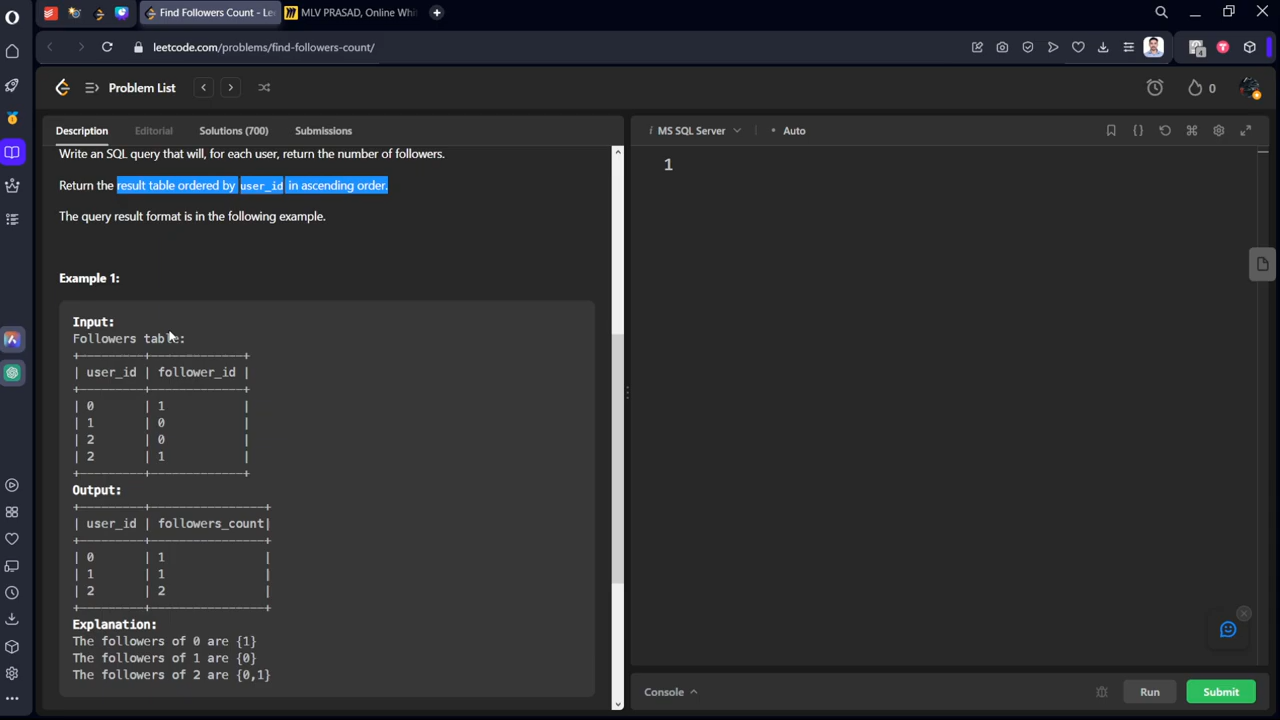 Find Followers Count - Le
MLV PRASAD, Online Whi
leetcode.com/problems/find-followers-count/
4
Problem List
0
Description
Editorial
Solutions (700)
Submissions
Write an SQL query that will, for each user, return the number of followers.
Return the result table ordered by user_id in ascending order.
The query result format is in the following example.
Example 1:
Input:
Followers table:
+---------+-------------+
| user_id | follower_id |
+---------+-------------+
| 0       | 1           |
| 1       | 0           |
| 2       | 0           |
| 2       | 1           |
+---------+-------------+
Output:
+---------+----------------+
| user_id | followers_count|
+---------+----------------+
| 0       | 1              |
| 1       | 1              |
| 2       | 2              |
+---------+----------------+
Explanation:
The followers of 0 are {1}
The followers of 1 are {0}
The followers of 2 are {0,1}
i MS SQL Server
• Auto
1
Console
Run
Submit